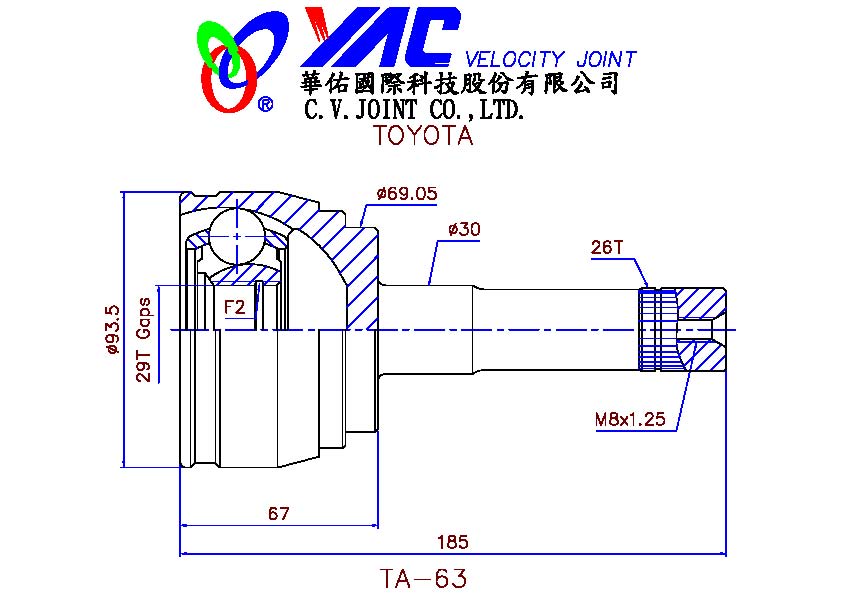 YAC VELOCITY JOINT
®
華佑國際科技股份有限公司
C.V.JOINT CO.,LTD.
TOYOTA
ø69.05
ø30
26T
F2
ø93.5
29T Gaps
M8x1.25
67
185
TA-63